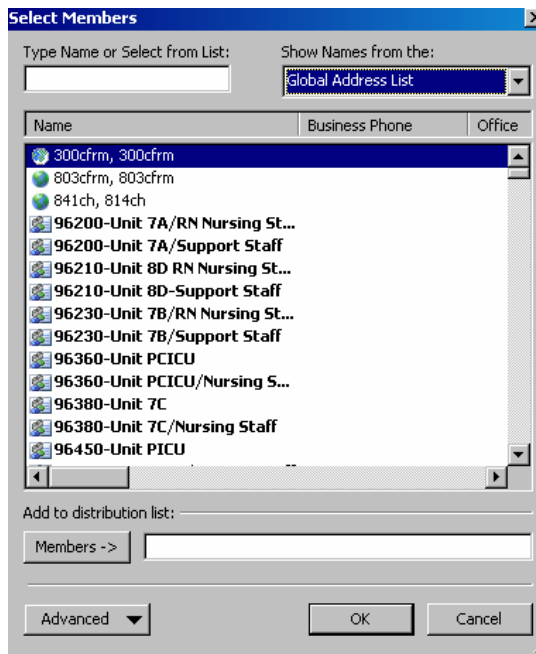 Select Members
Type Name or Select from List:
Show Names from the:
Global Address List
Name Business Phone Office
300cfrm, 300cfrm
803cfrm, 803cfrm
841ch, 814ch
96200-Unit 7A/RN Nursing St...
96200-Unit 7A/Support Staff
96210-Unit 8D RN Nursing St...
96210-Unit 8D-Support Staff
96230-Unit 7B/RN Nursing St...
96230-Unit 7B/Support Staff
96360-Unit PCICU
96360-Unit PCICU/Nursing S...
96380-Unit 7C
96380-Unit 7C/Nursing Staff
96450-Unit PICU
Add to distribution list:
Members ->
Advanced
OK
Cancel